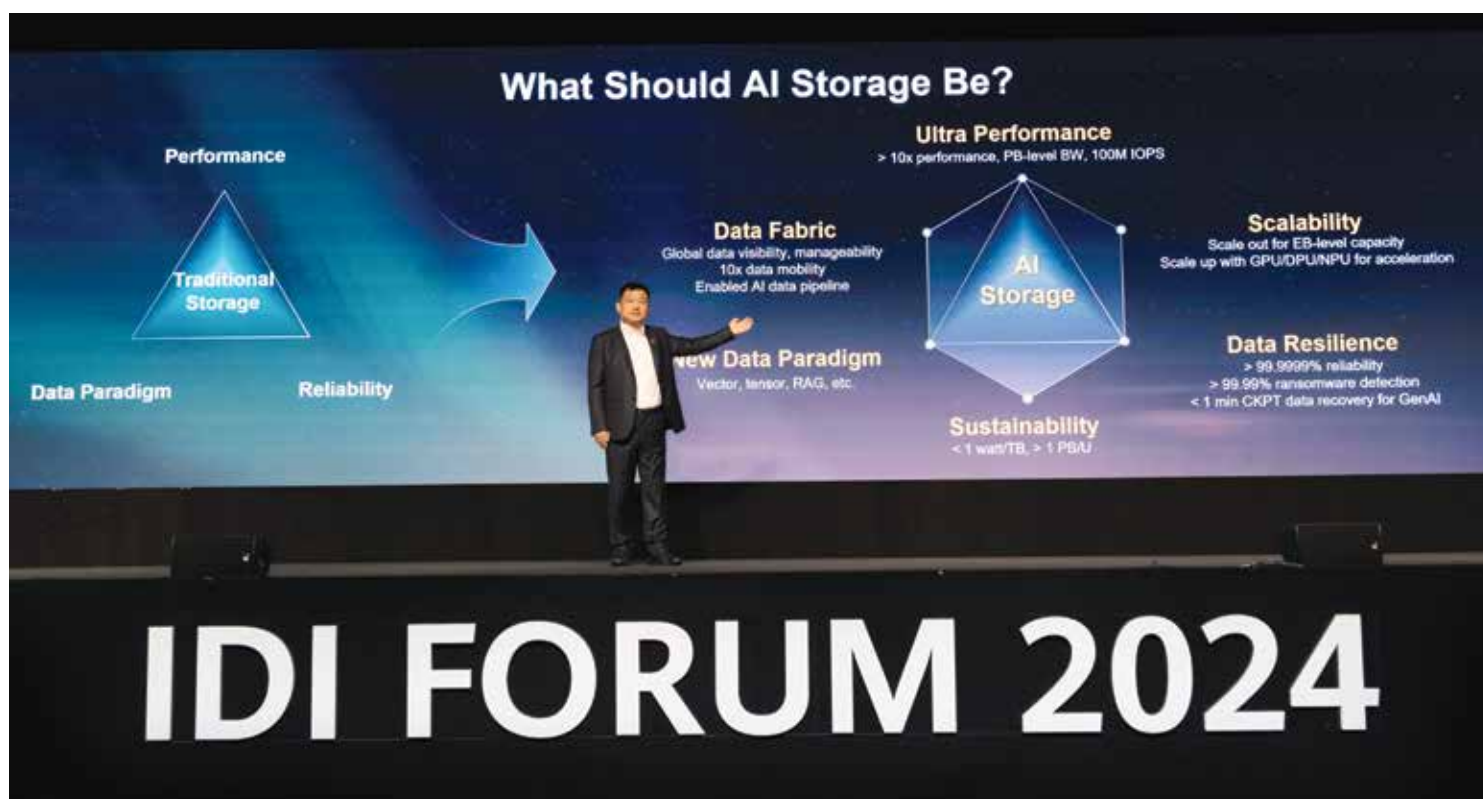 What Should AI Storage Be?
Performance
Traditional
Storage
Data Paradigm
Reliability
Ultra Performance
> 10x performance, PB-level BW, 100M IOPS
Data Fabric
Global data visibility, manageability
10x data mobility
Enabled AI data pipeline
Scalability
Scale out for EB-level capacity
Scale up with GPU/DPU/NPU for acceleration
AI
Storage
New Data Paradigm
Vector, tensor, RAG, etc.
Data Resilience
> 99.9999% reliability
> 99.99% ransomware detection
< 1 min CKPT data recovery for GenAI
Sustainability
< 1 watt/TB, > 1 PB/U
IDI FORUM 2024